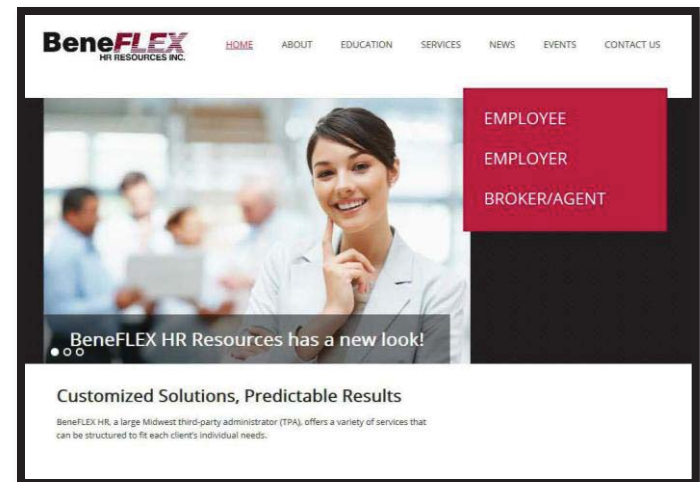 BeneFLEX
HR RESOURCES INC.
HOME ABOUT EDUCATION SERVICES NEWS EVENTS CONTACT US
EMPLOYEE
EMPLOYER
BROKER/AGENT
BeneFLEX HR Resources has a new look!
Customized Solutions, Predictable Results
BeneFLEX HR, a large Midwest third-party administrator (TPA), offers a variety of services that
can be structured to fit each client's individual needs.